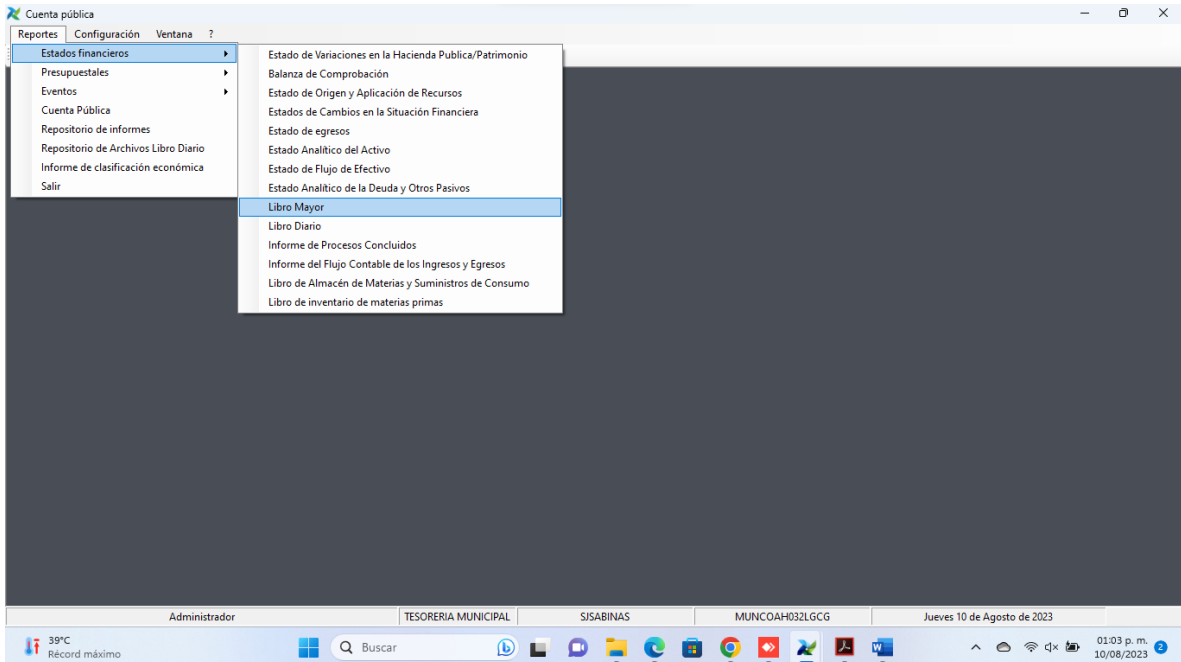 Cuenta pública
Reportes Configuración Ventana ?
Estados financieros
Presupuestales
Eventos
Cuenta Pública
Repositorio de informes
Repositorio de Archivos Libro Diario
Informe de clasificación económica
Salir
Estado de Variaciones en la Hacienda Publica/Patrimonio
Balanza de Comprobación
Estado de Origen y Aplicación de Recursos
Estados de Cambios en la Situación Financiera
Estado de egresos
Estado Analítico del Activo
Estado de Flujo de Efectivo
Estado Analítico de la Deuda y Otros Pasivos
Libro Mayor
Libro Diario
Informe de Procesos Concluidos
Informe del Flujo Contable de los Ingresos y Egresos
Libro de Almacén de Materias y Suministros de Consumo
Libro de inventario de materias primas
Administrador TESORERIA MUNICIPAL SJSABINAS MUNCOAH032LGCG Jueves 10 de Agosto de 2023
39°C
Récord máximo
Buscar
01:03 p. m.
10/08/2023
2